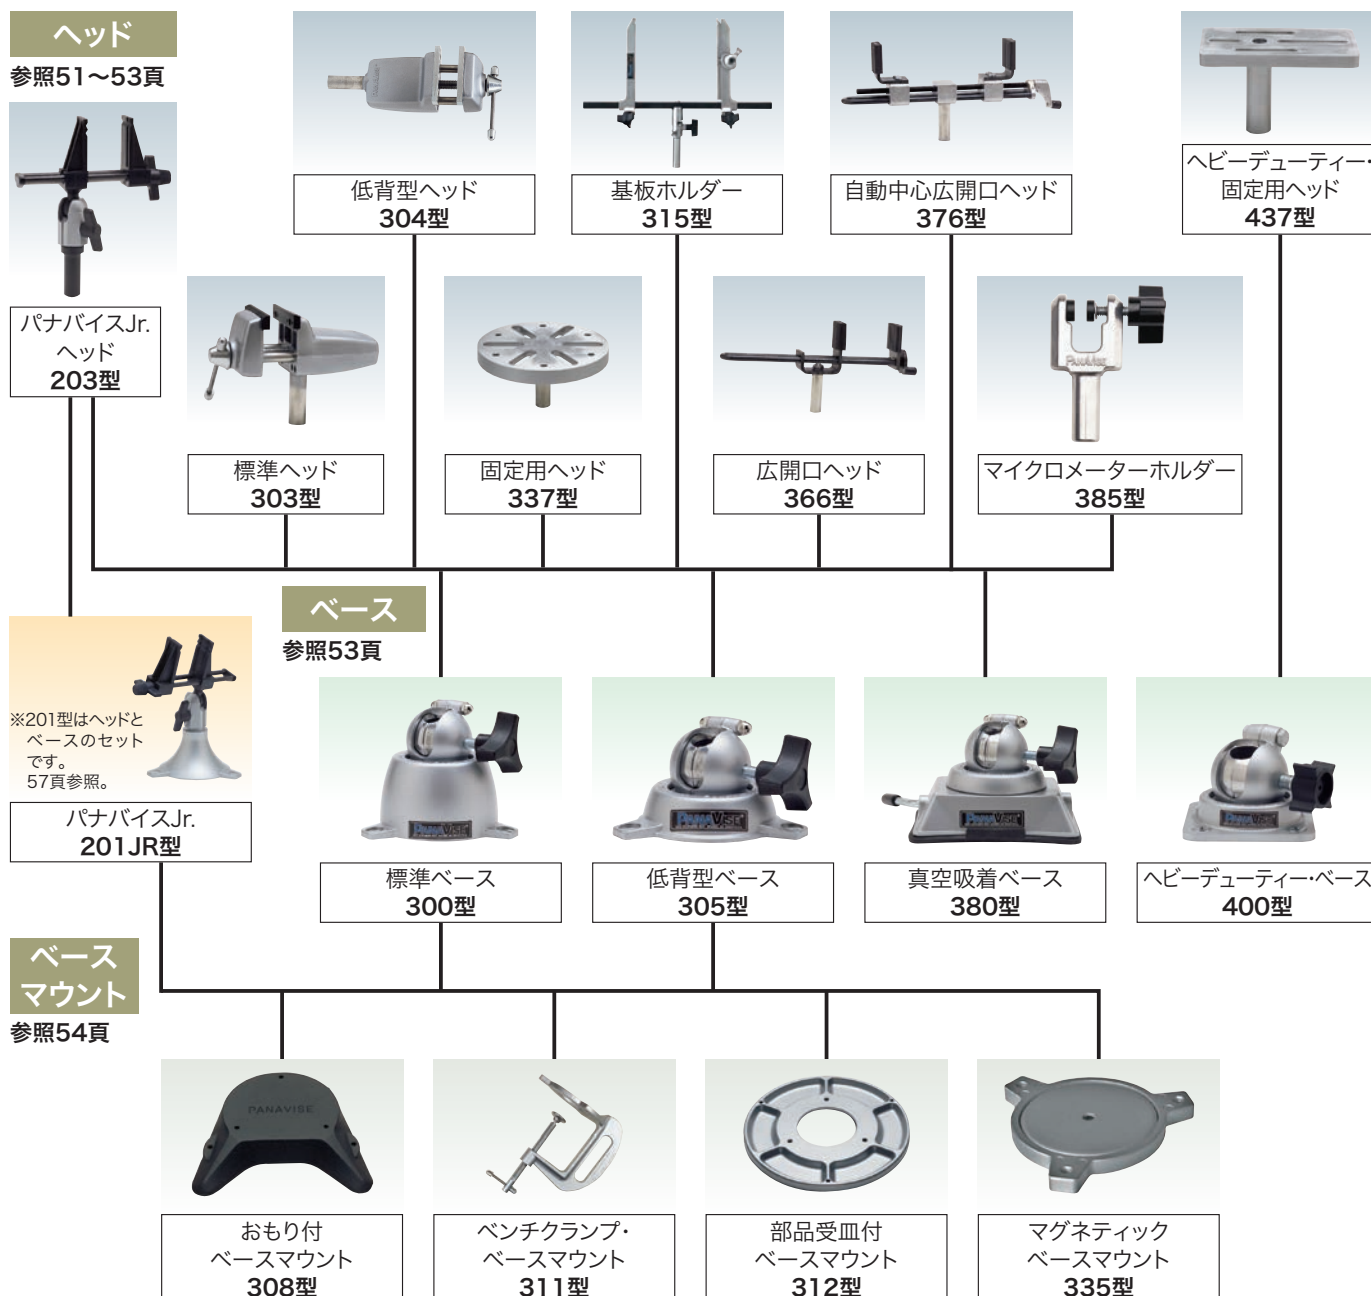 ヘッド
参照51〜53頁
低背型ヘッド
304型
基板ホルダー
315型
自動中心広開口ヘッド
376型
ヘビーデューティー・
固定用ヘッド
437型
パナバイスJr.
ヘッド
203型
標準ヘッド
303型
固定用ヘッド
337型
広開口ヘッド
366型
PANAVISE
マイクロメーターホルダー
385型
ベース
参照53頁
※201型はヘッドと
ベースのセット
です。
57頁参照。
パナバイスJr.
201JR型
PANAVISE
標準ベース
300型
PANAVISE
低背型ベース
305型
PANAVISE
真空吸着ベース
380型
PANAVISE
ヘビーデューティー・ベース
400型
ベース
マウント
参照54頁
PANAVISE
おもり付
ベースマウント
308型
ベンチクランプ・
ベースマウント
311型
部品受皿付
ベースマウント
312型
マグネティック
ベースマウント
335型